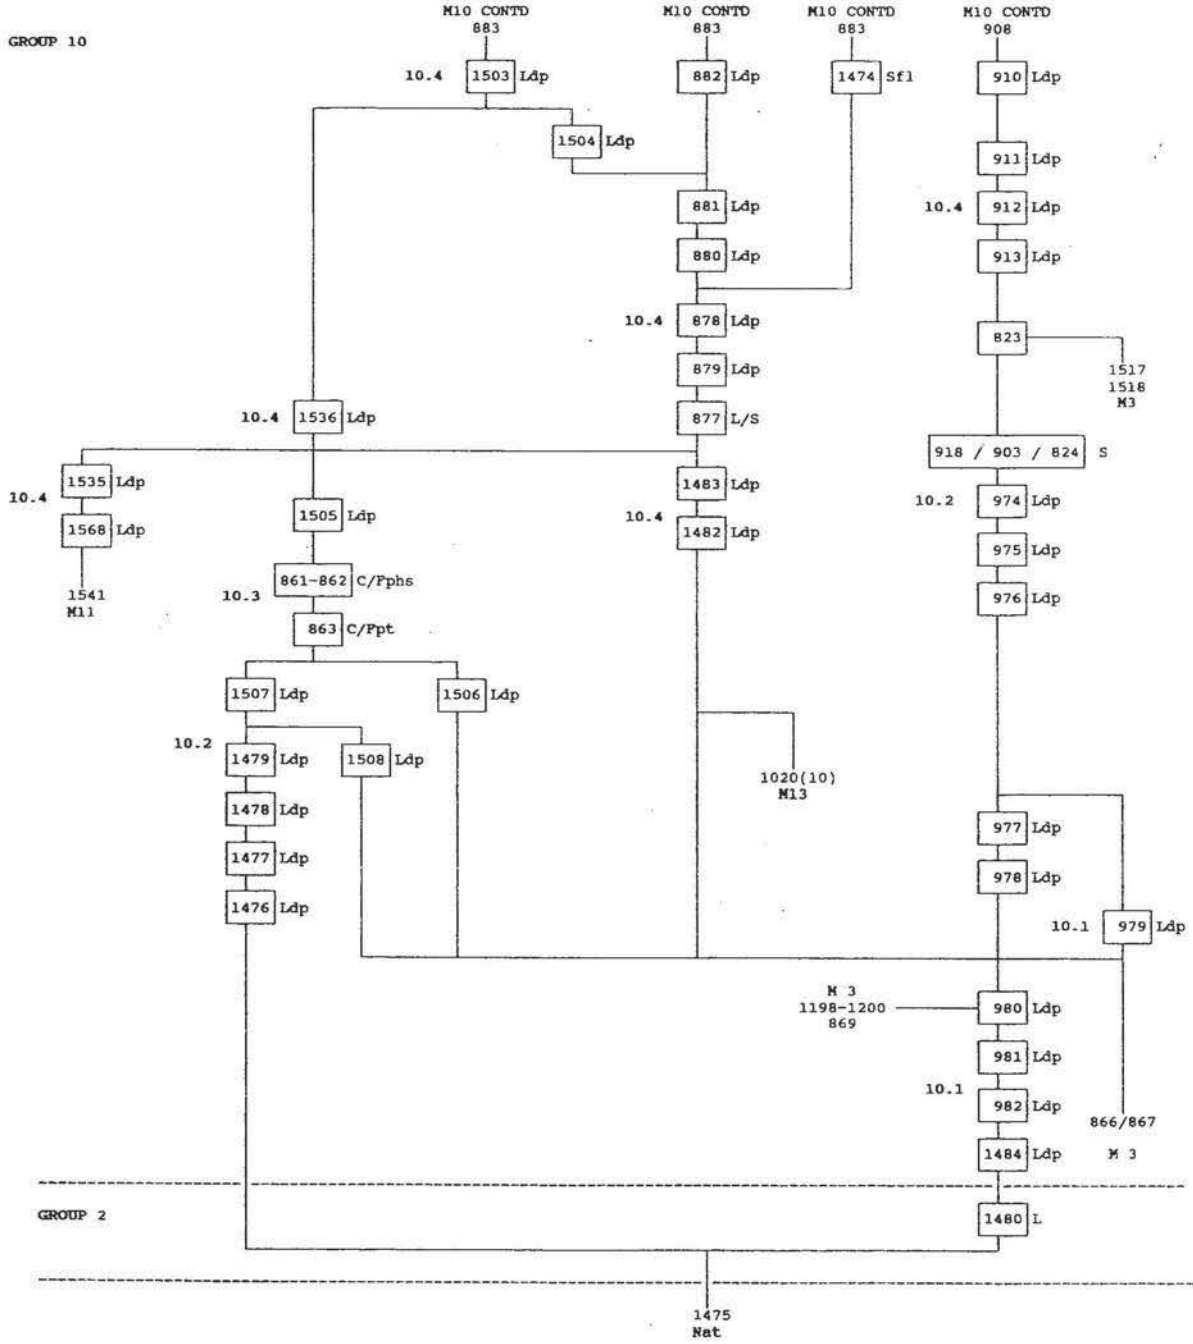 M10 CONTD M10 CONTD M10 CONTD M10 CONTD
883 883 883 908
GROUP 10
10.4 1503 Ldp 882 Ldp 1474 Sfl 910 Ldp
1504 Ldp
911 Ldp
881 Ldp 10.4 912 Ldp
880 Ldp 913 Ldp
10.4 878 Ldp
823
879 Ldp
1517
1518
M3
10.4 1536 Ldp 877 L/S
918 / 903 / 824 S
1535 Ldp 1483 Ldp
10.4
10.2 974 Ldp
1568 Ldp 1505 Ldp 10.4 1482 Ldp
975 Ldp
861-862 C/Fphs
10.3
1541
M11
976 Ldp
863 C/Fpt
1507 Ldp 1506 Ldp
10.2
1479 Ldp 1508 Ldp
1020(10)
M13
1478 Ldp
977 Ldp
1477 Ldp
978 Ldp
1476 Ldp
10.1 979 Ldp
M 3
1198-1200
869
980 Ldp
981 Ldp
10.1
982 Ldp
866/867
1484 Ldp M 3
GROUP 2
1480 L
1475
Nat